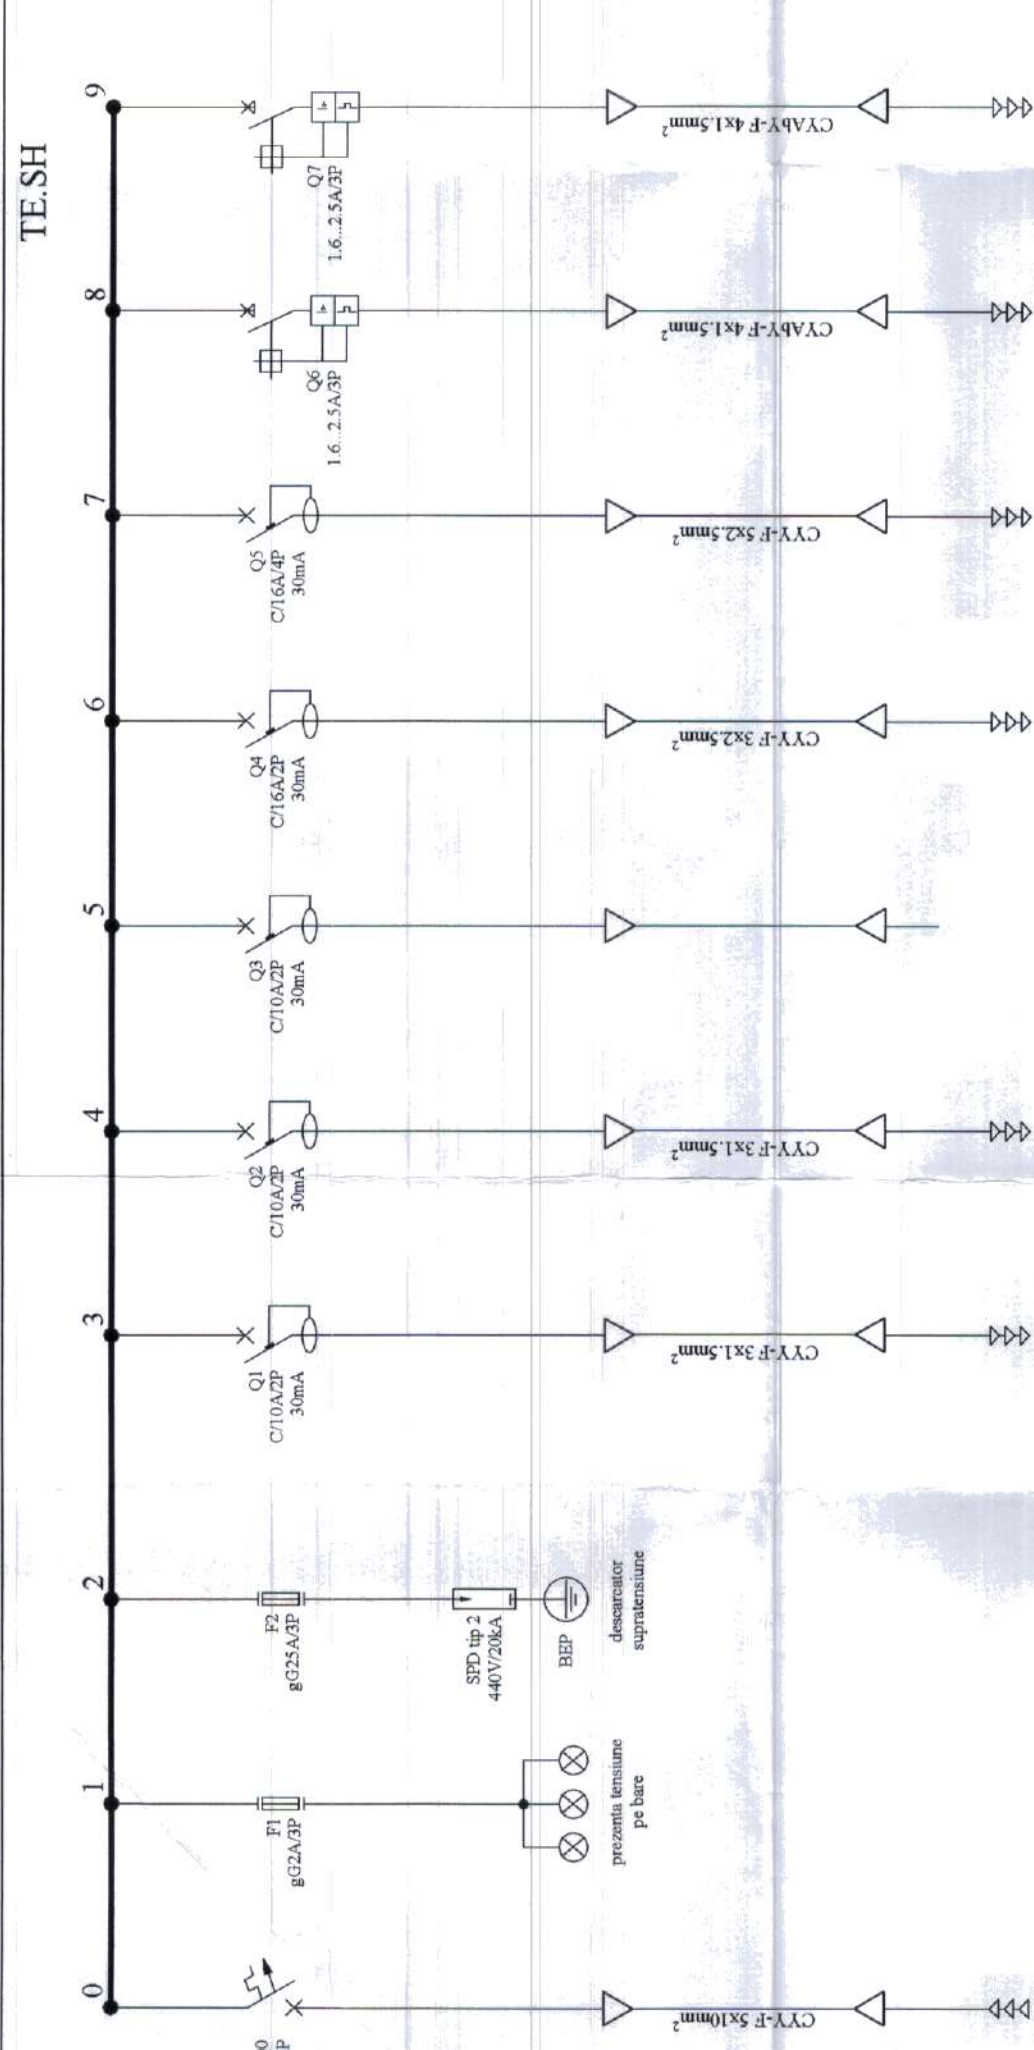 TE.SH
0
1
2
3
4
5
6
7
8
9
0
P
CYY-F 5x10mm²
F1
gG2A/3P
prezenta tensiune
pe bare
F2
gG25A/3P
SPD tip 2
440V/20kA
BEP
descarcator
supratensiune
Q1
C/10A/2P
30mA
CYY-F 3x1.5mm²
Q2
C/10A/2P
30mA
CYY-F 3x1.5mm²
Q3
C/10A/2P
30mA
Q4
C/16A/2P
30mA
CYY-F 3x2.5mm²
Q5
C/16A/4P
30mA
CYY-F 5x2.5mm²
Q6
1.6...2.5A/3P
CYAbY-F 4x1.5mm²
Q7
1.6...2.5A/3P
CYAbY-F 4x1.5mm²